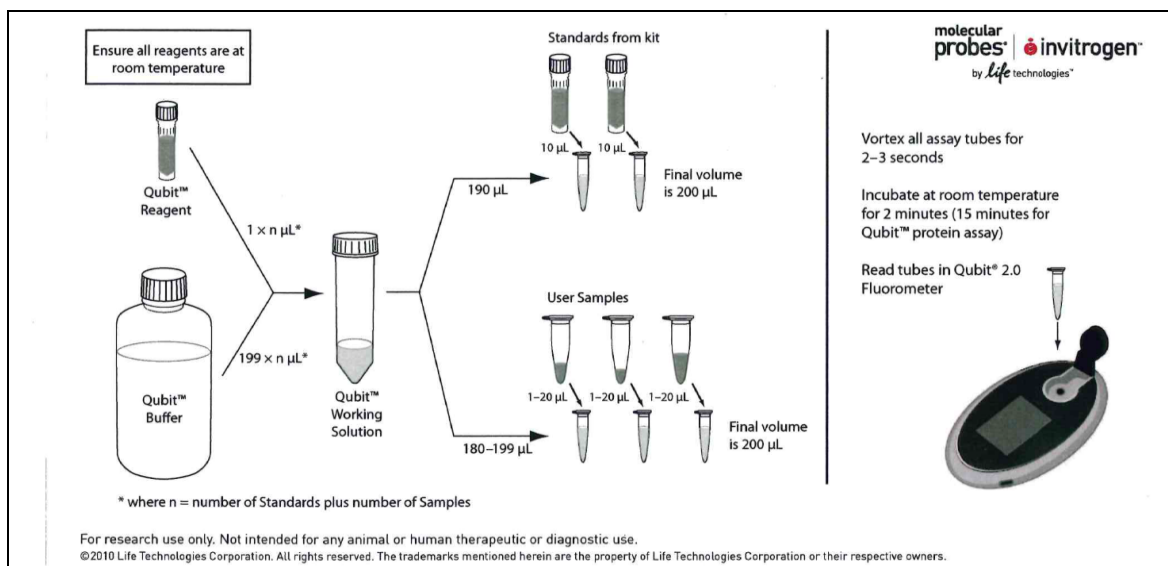 Ensure all reagents are at
room temperature
Qubit™
Reagent
1 × n µL*
199 × n µL*
Qubit™
Buffer
Qubit™
Working
Solution
190 µL
180–199 µL
Standards from kit
10 µL
10 µL
Final volume
is 200 µL
User Samples
1–20 µL
1–20 µL
1–20 µL
Final volume
is 200 µL
* where n = number of Standards plus number of Samples
molecular
probes®
invitrogen™
by life technologies™
Vortex all assay tubes for
2–3 seconds
Incubate at room temperature
for 2 minutes (15 minutes for
Qubit™ protein assay)
Read tubes in Qubit® 2.0
Fluorometer
For research use only. Not intended for any animal or human therapeutic or diagnostic use.
©2010 Life Technologies Corporation. All rights reserved. The trademarks mentioned herein are the property of Life Technologies Corporation or their respective owners.